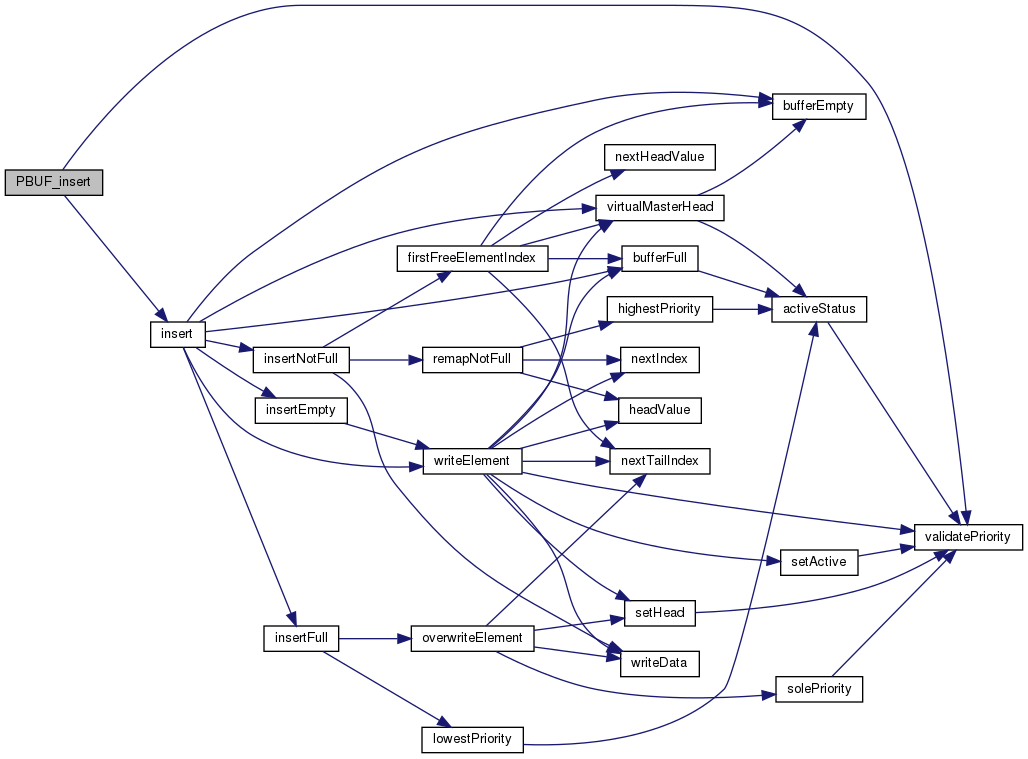 PBUF_insert
insert
insertNotFull
insertEmpty
insertFull
firstFreeElementIndex
remapNotFull
writeElement
overwriteElement
lowestPriority
nextHeadValue
virtualMasterHead
bufferFull
highestPriority
nextIndex
headValue
nextTailIndex
setHead
writeData
bufferEmpty
activeStatus
setActive
solePriority
validatePriority